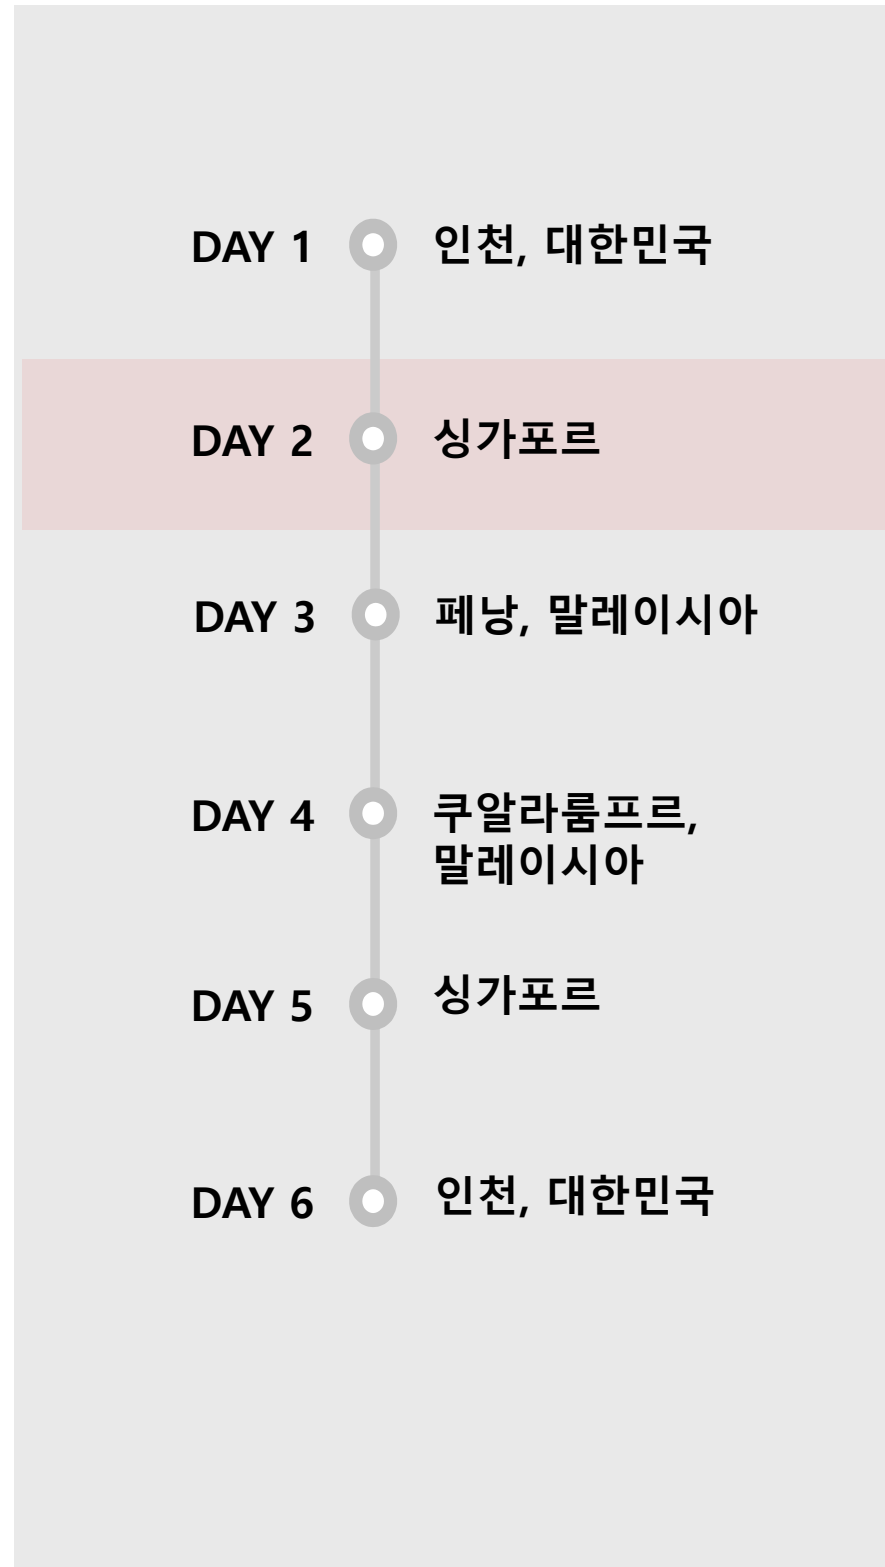 DAY 1 인천, 대한민국
DAY 2 싱가포르
DAY 3 페낭, 말레이시아
DAY 4 쿠알라룸프르,
말레이시아
DAY 5 싱가포르
DAY 6 인천, 대한민국